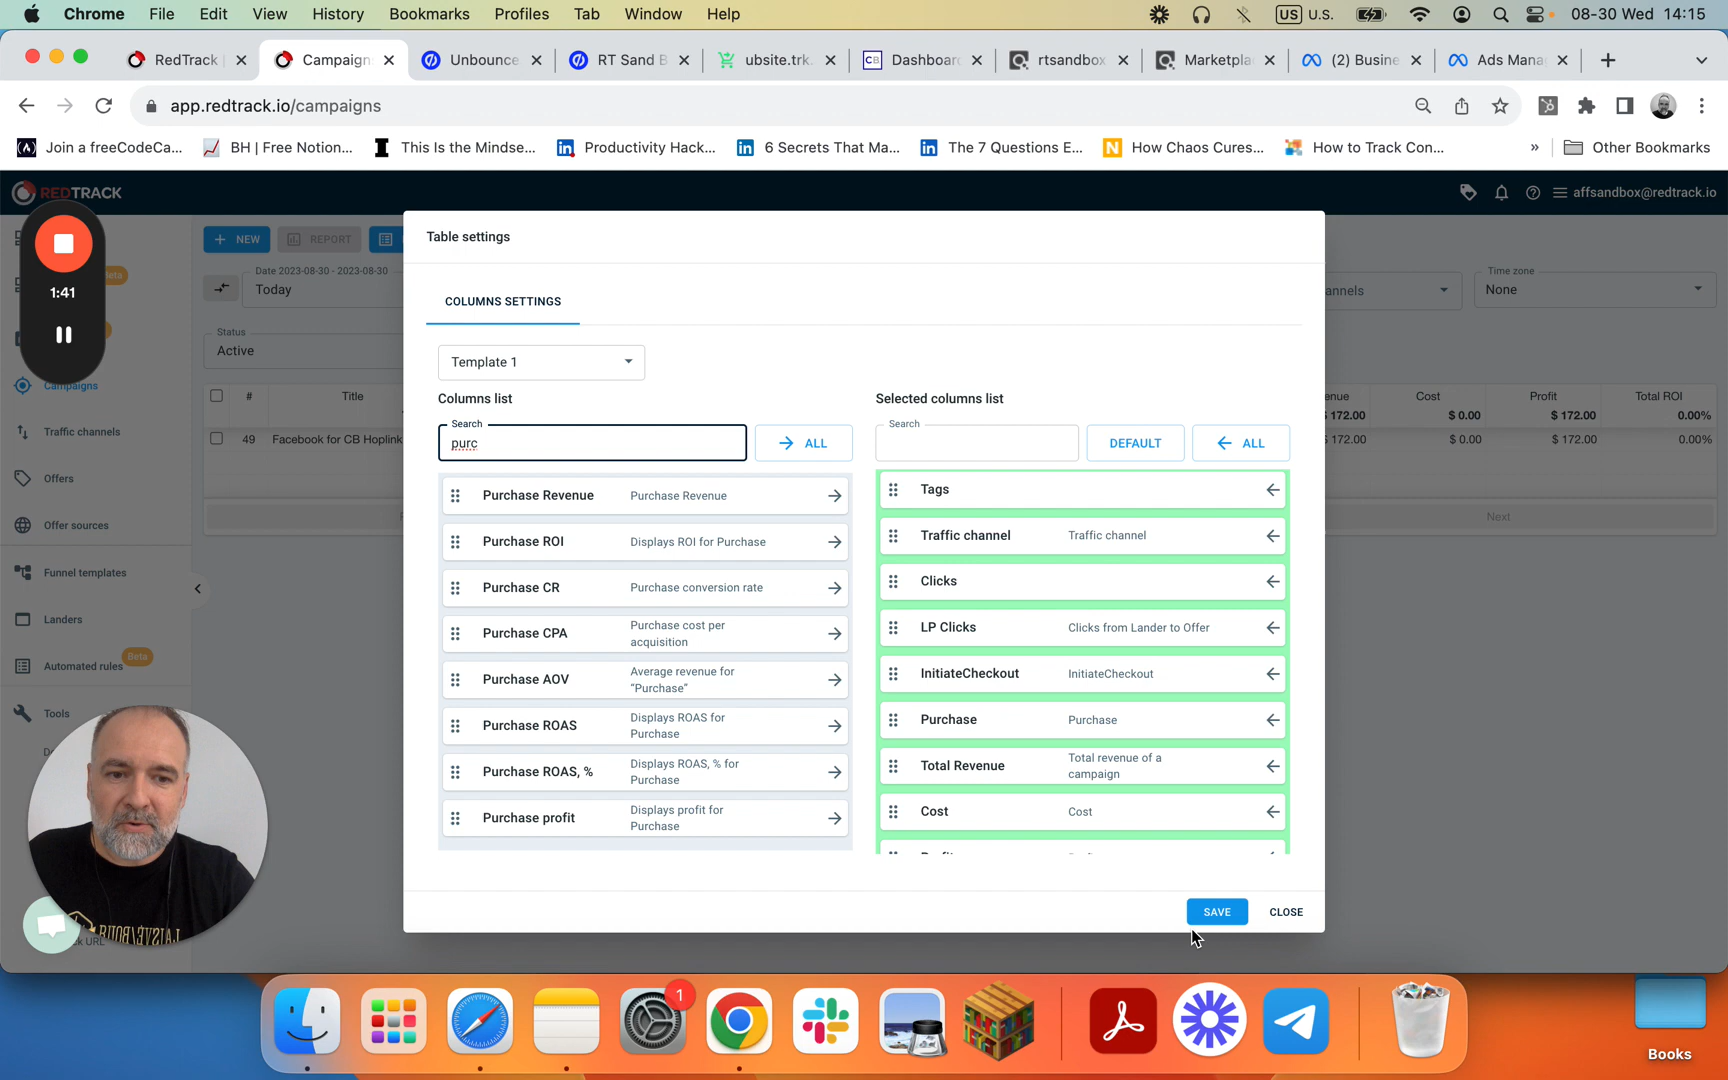 Chrome File Edit View History Bookmarks Profiles Tab Window Help US U.S. 08-30 Wed 14:15
RedTrack Campaign Unbounce RT Sand B ubsite.trk. CB Dashboar rtsandbox Marketpla (2) Busine Ads Mana
app.redtrack.io/campaigns
Join a freeCodeCa... BH | Free Notion... This Is the Mindse... Productivity Hack... 6 Secrets That Ma... The 7 Questions E... How Chaos Cures... How to Track Con... » Other Bookmarks
REDTRACK affsandbox@redtrack.io
1:41
Beta
Campaigns
Traffic channels
Offers
Offer sources
Funnel templates
Landers
Automated rules Beta
Tools
+ NEW REPORT
Date 2023-08-30 - 2023-08-30
Today
Time zone
None
annels
Status
Active
# Title enue Cost Profit Total ROI
$ 172.00 $ 0.00 $ 172.00 0.00%
49 Facebook for CB Hoplink $ 172.00 $ 0.00 $ 172.00 0.00%
Next
Table settings
COLUMNS SETTINGS
Template 1
Columns list
Search
purc
ALL
Purchase Revenue Purchase Revenue
Purchase ROI Displays ROI for Purchase
Purchase CR Purchase conversion rate
Purchase CPA Purchase cost per
acquisition
Purchase AOV Average revenue for
"Purchase"
Purchase ROAS Displays ROAS for
Purchase
Purchase ROAS, % Displays ROAS, % for
Purchase
Purchase profit Displays profit for
Purchase
Selected columns list
Search
DEFAULT
ALL
Tags
Traffic channel Traffic channel
Clicks
LP Clicks Clicks from Lander to Offer
InitiateCheckout InitiateCheckout
Purchase Purchase
Total Revenue Total revenue of a
campaign
Cost Cost
SAVE CLOSE
k URL
1
Books